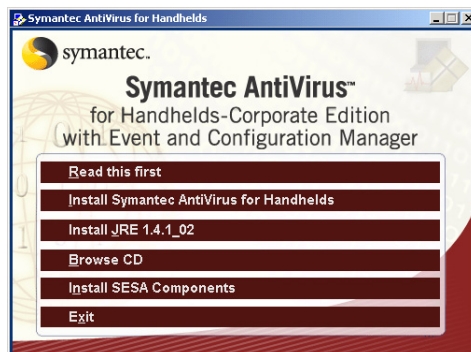 Symantec AntiVirus for Handhelds
symantec™
Symantec AntiVirus™
for Handhelds-Corporate Edition
with Event and Configuration Manager
Read this first
Install Symantec AntiVirus for Handhelds
Install JRE 1.4.1_02
Browse CD
Install SESA Components
Exit